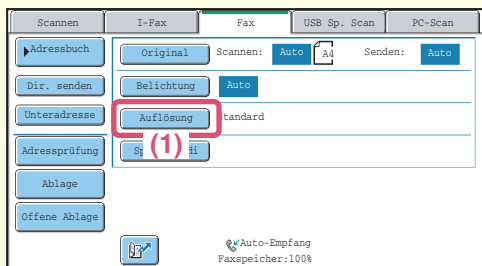 Scannen I-Fax Fax USB Sp. Scan PC-Scan
Adressbuch Original Scannen: Auto A4 Senden: Auto
Dir. senden Belichtung Auto
Unteradresse Auflösung Standard
(1)
Adressprüfung
Ablage
Offene Ablage
Auto-Empfang
Faxspeicher:100%